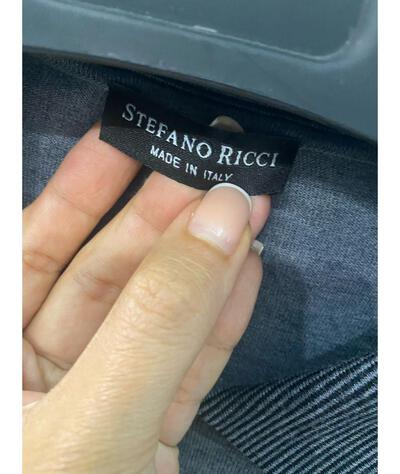 STEFANO RICCI
MADE IN ITALY